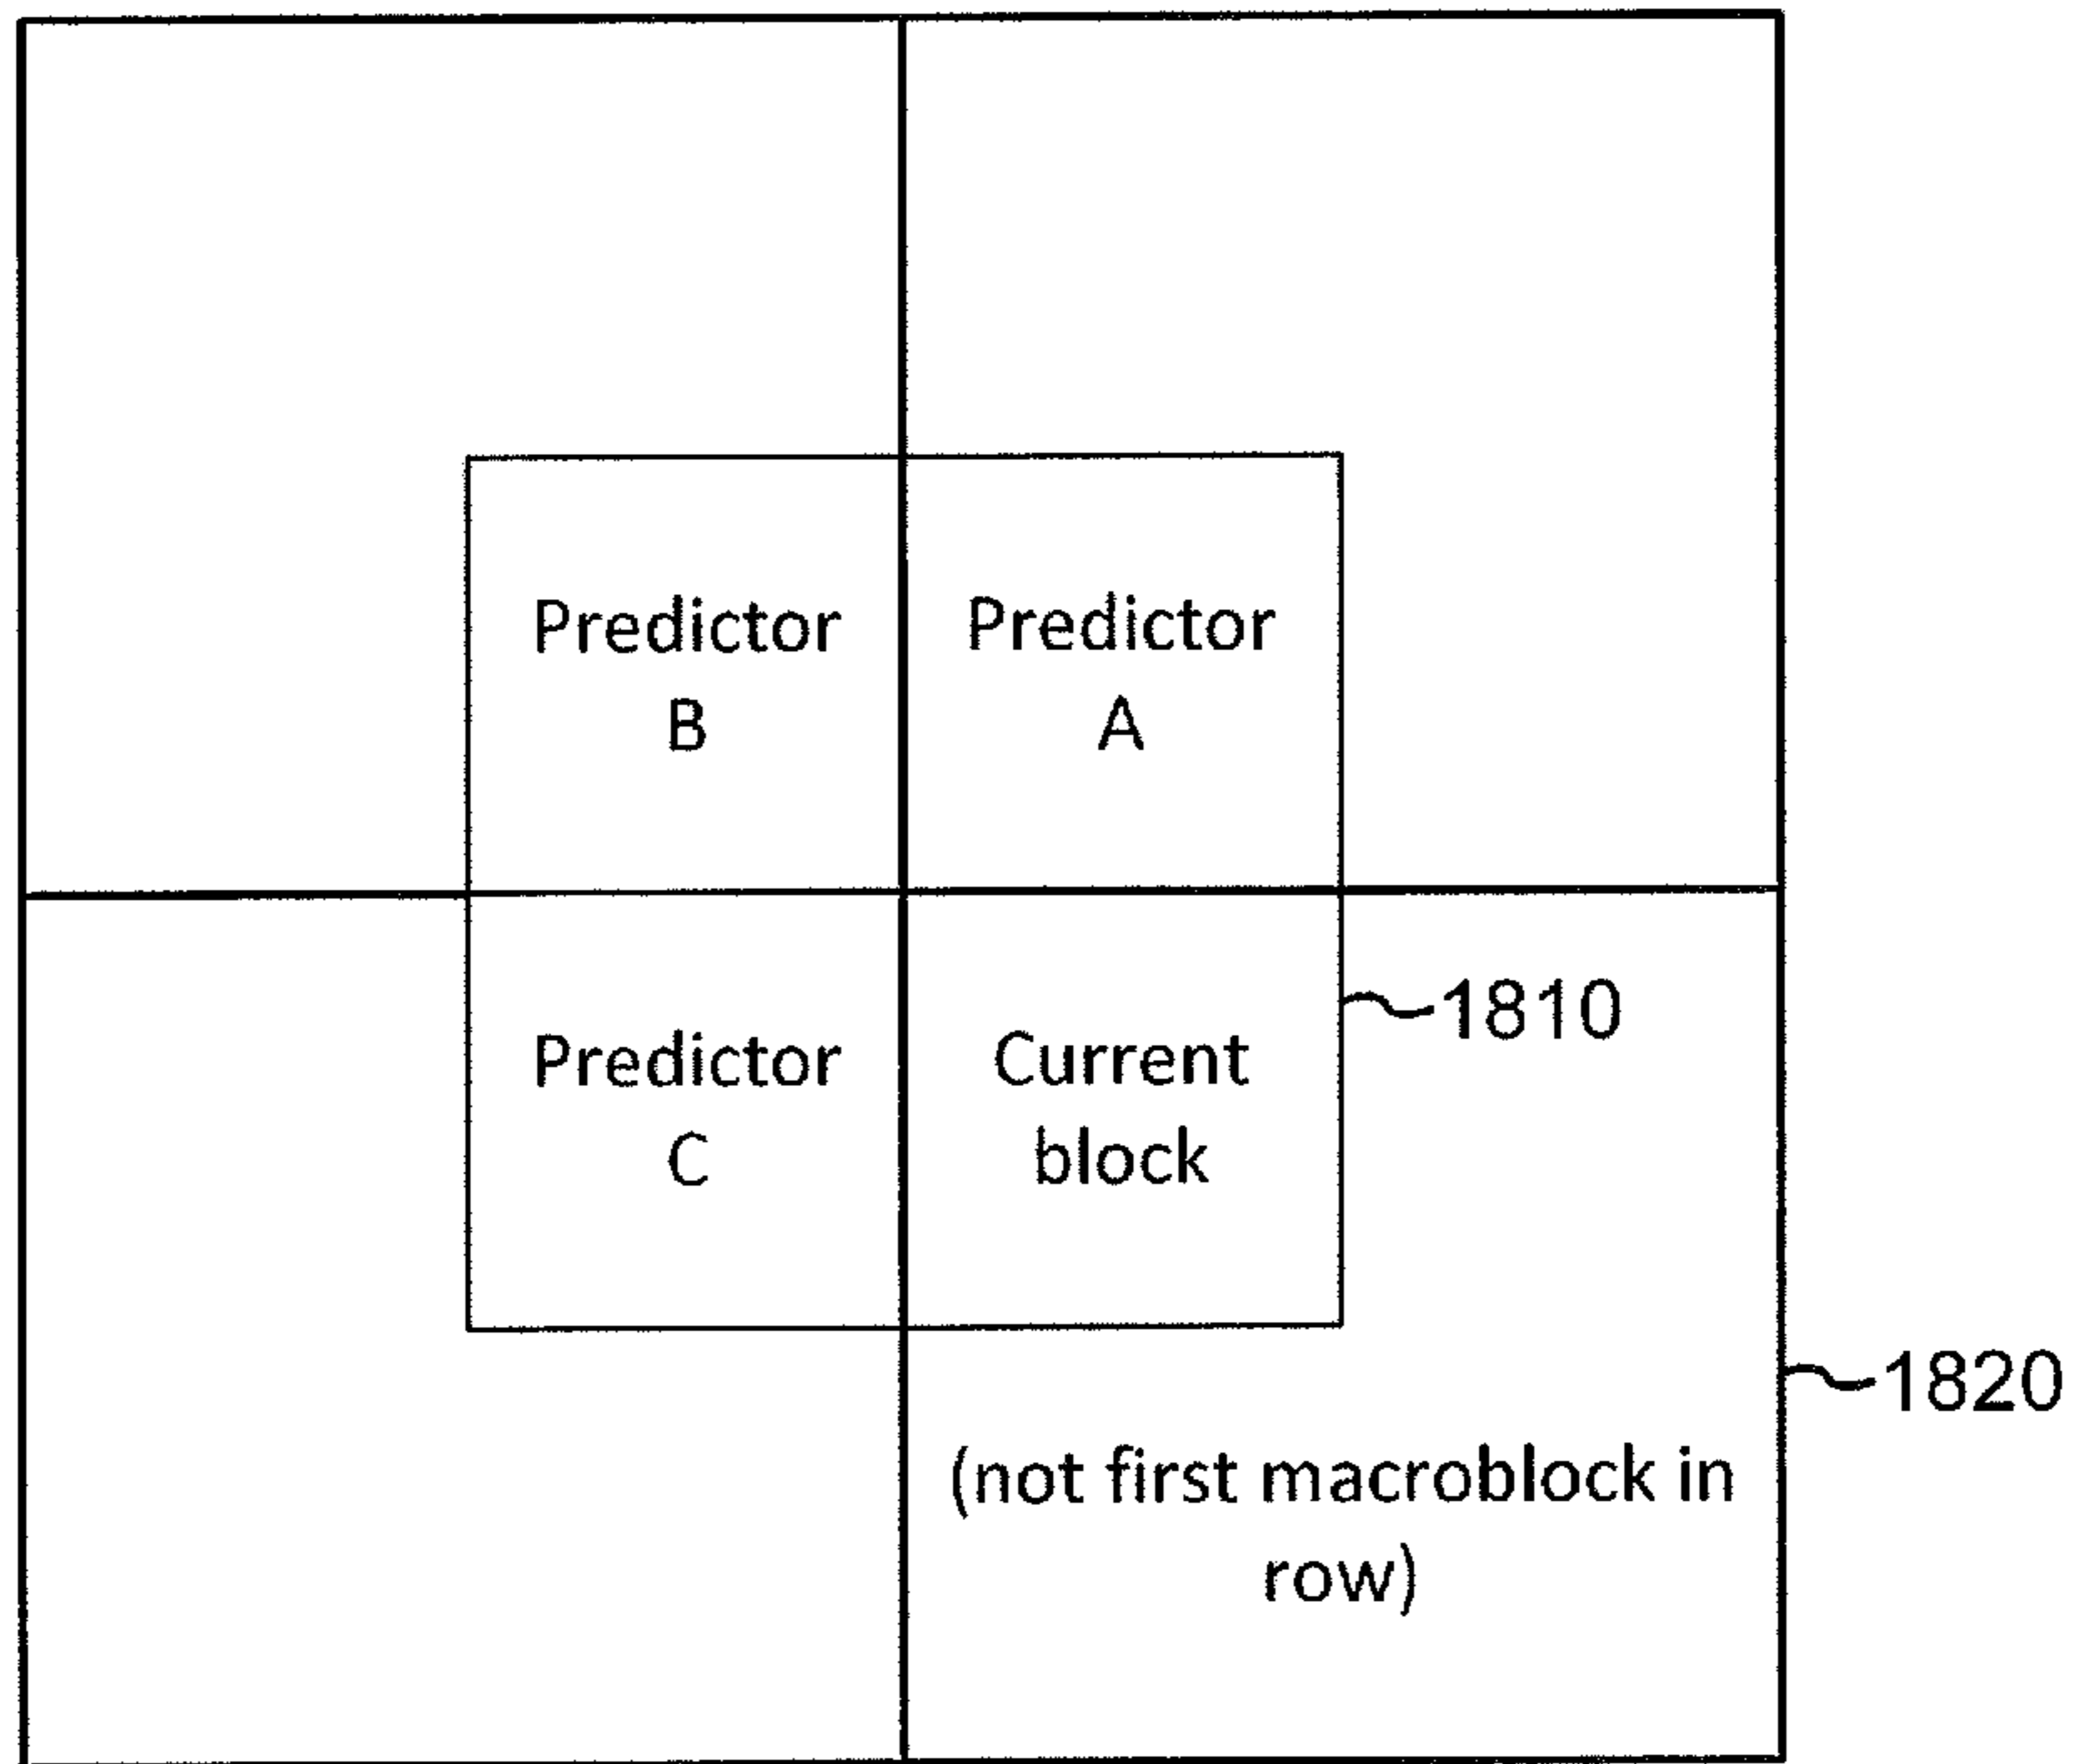 Predictor
B
Predictor
A
Predictor
C
Current
block
1810
1820
(not first macroblock in
row)